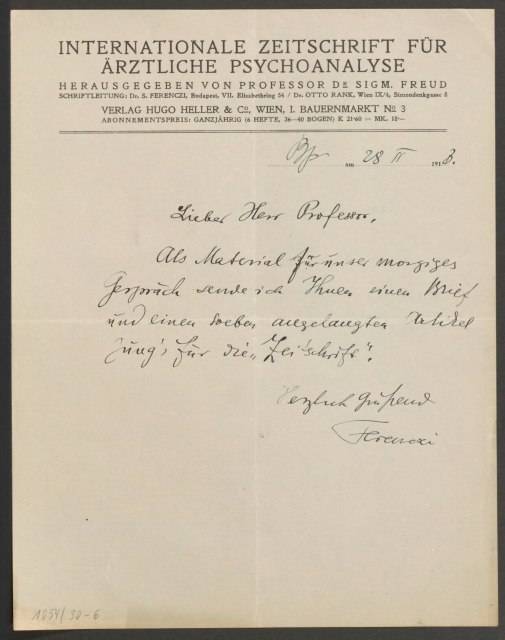 INTERNATIONALE ZEITSCHRIFT FÜR
ÄRZTLICHE PSYCHOANALYSE
HERAUSGEGEBEN VON PROFESSOR DR SIGM. FREUD
SCHRIFTLEITUNG: Dr. S. FERENCZI, Budapest, VII. Elisabethring 54 / Dr. OTTO RANK, Wien IX/4, Simondenkgasse 8
VERLAG HUGO HELLER & Co, WIEN, I. BAUERNMARKT No 3
ABONNEMENTSPREIS: GANZJÄHRIG (6 HEFTE, 36—40 BOGEN) K 21·60 — MK. 18·—
Bp am 28 II 1913.
Lieber Herr Professor,
Als Material für unser morgiges
Gespräch sende ich Ihnen einen Brief
und einen soeben angelangten Artikel
Jung's für die „Zeitschrift".
Herzlich grüßend
Ferenczi
1054/30-6